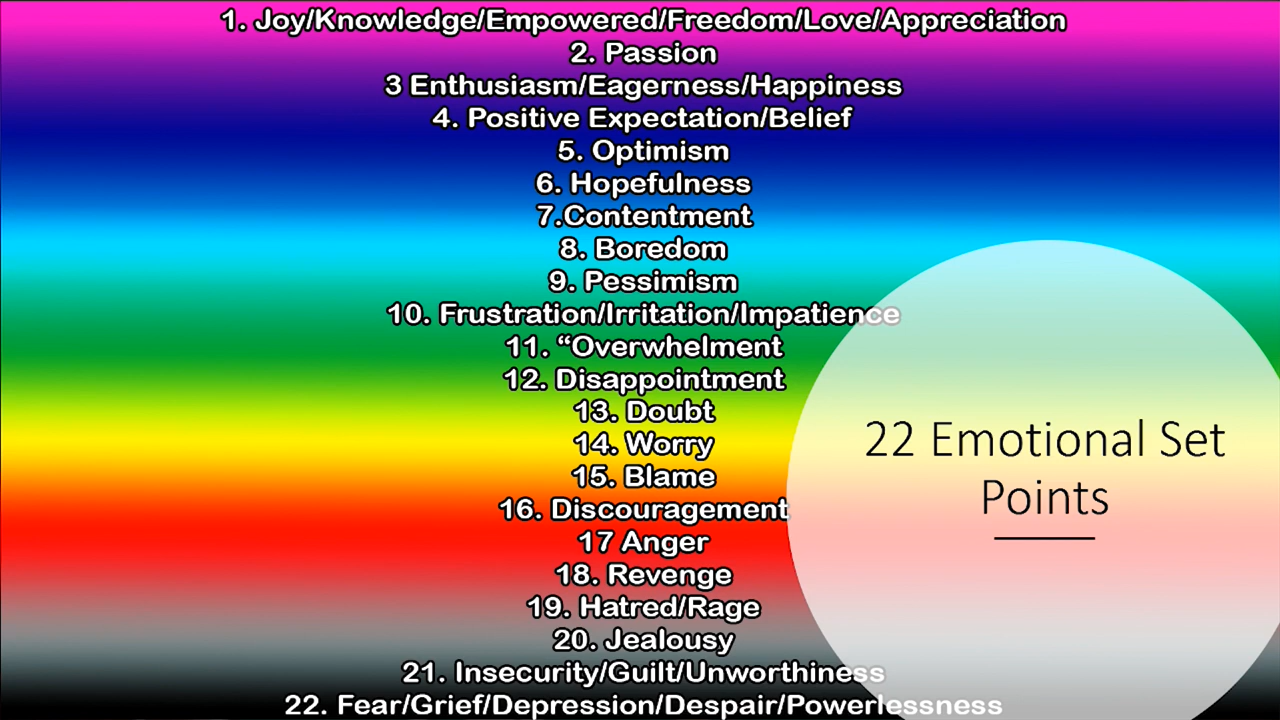 1. Joy/Knowledge/Empowered/Freedom/Love/Appreciation
2. Passion
3 Enthusiasm/Eagerness/Happiness
4. Positive Expectation/Belief
5. Optimism
6. Hopefulness
7.Contentment
8. Boredom
9. Pessimism
10. Frustration/Irritation/Impatience
11. “Overwhelment
12. Disappointment
13. Doubt
14. Worry
15. Blame
16. Discouragement
17 Anger
18. Revenge
19. Hatred/Rage
20. Jealousy
21. Insecurity/Guilt/Unworthiness
22. Fear/Grief/Depression/Despair/Powerlessness
22 Emotional Set
Points